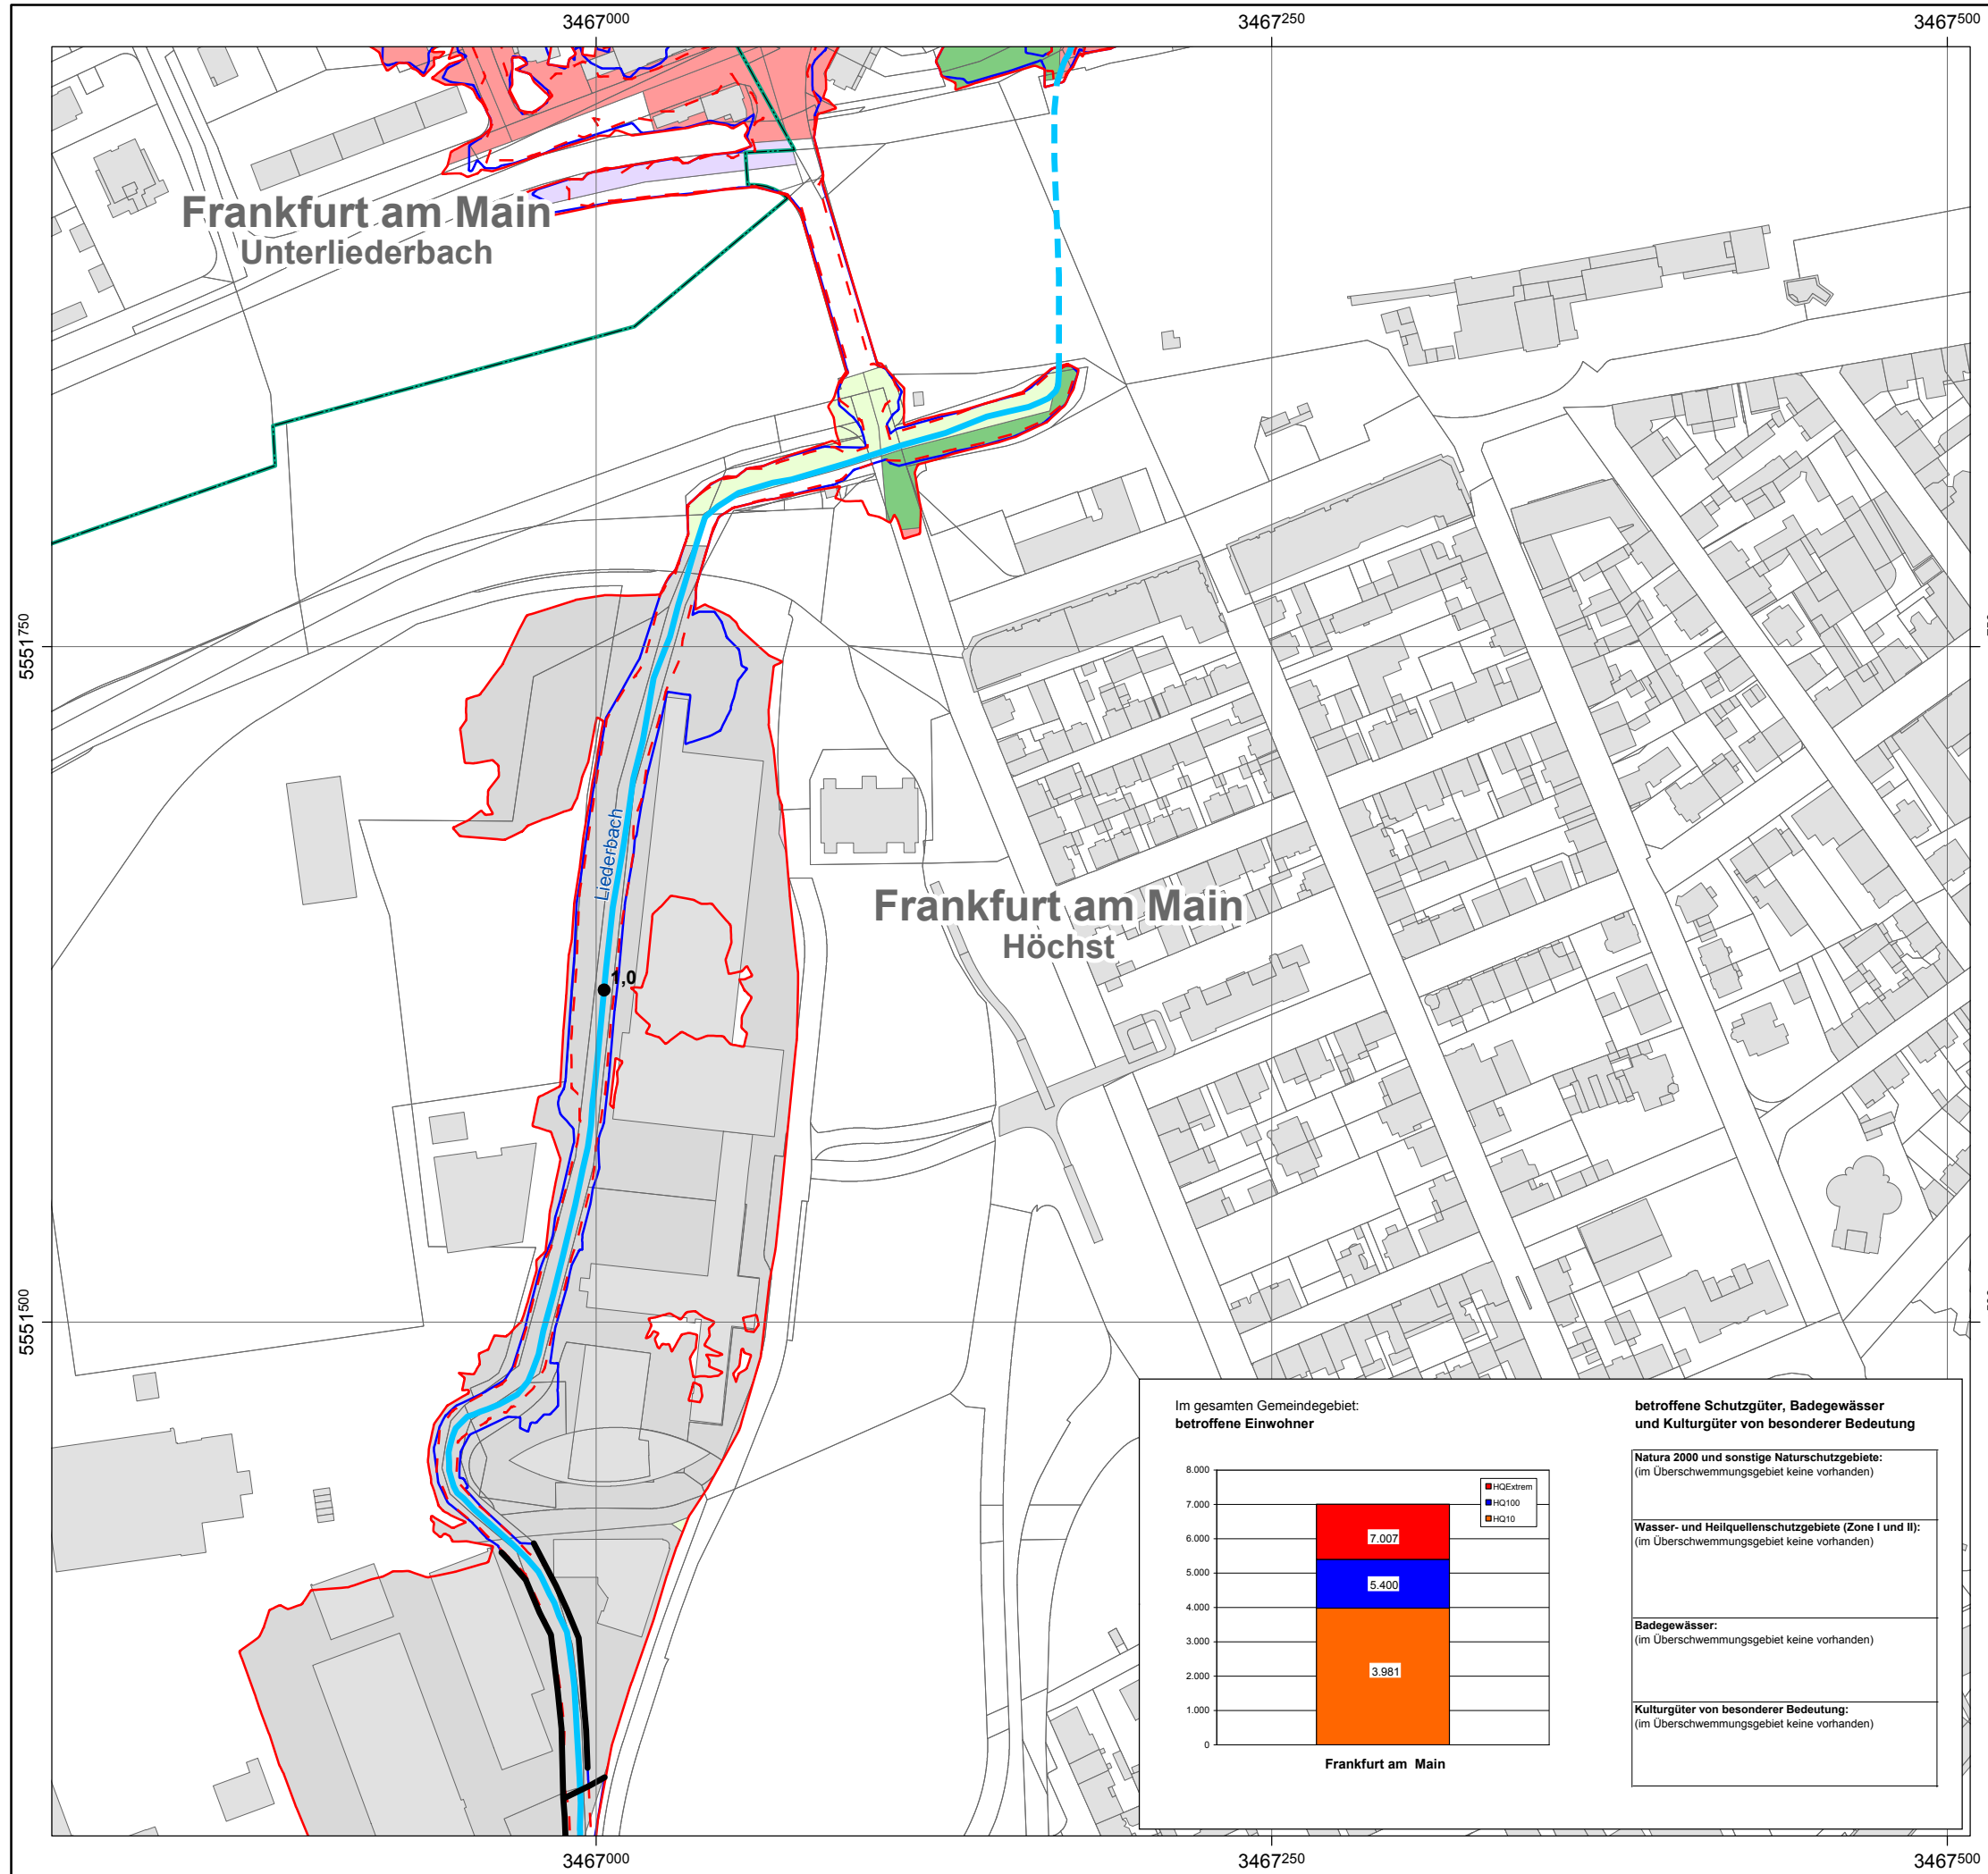 3467000
3467250
3467500
Frankfurt am Main
Unterliederbach
5551750
Liederbach
Frankfurt am Main
Höchst
1,0
5551500
Im gesamten Gemeindegebiet:
betroffene Einwohner
8.000
7.000
6.000
5.000
4.000
3.000
2.000
1.000
0
HQExtrem
HQ100
HQ10
7.007
5.400
3.981
Frankfurt am Main
betroffene Schutzgüter, Badegewässer
und Kulturgüter von besonderer Bedeutung
Natura 2000 und sonstige Naturschutzgebiete:
(im Überschwemmungsgebiet keine vorhanden)
Wasser- und Heilquellenschutzgebiete (Zone I und II):
(im Überschwemmungsgebiet keine vorhanden)
Badegewässer:
(im Überschwemmungsgebiet keine vorhanden)
Kulturgüter von besonderer Bedeutung:
(im Überschwemmungsgebiet keine vorhanden)
3467000
3467250
3467500